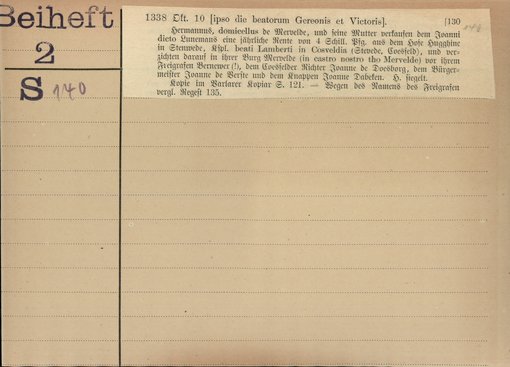 Beiheft
2
S 140
1338 Okt. 10 [ipso die beatorum Gereonis et Victoris]. [130
Hermannus, domicellus de Mervelde, und seine Mutter verkaufen dem Joanni
dicto Lunemans eine jährliche Rente von 4 Schill. Pfg. aus dem Hofe Hugghine
in Stenwede, Kspl. beati Lamberti in Cosveldia (Stevede, Coesfeld), und ver-
zichten darauf in ihrer Burg Mervelde (in castro nostro tho Mervelde) vor ihrem
Freigrafen Bernewer (!), dem Coesfelder Richter Joanne de Doesborg, dem Bürger-
meister Joanne de Verste und dem Knappen Joanne Dabeken. H. siegelt.
Kopie im Varlarer Kopiar S. 121. — Wegen des Namens des Freigrafen
vergl. Regest 135.